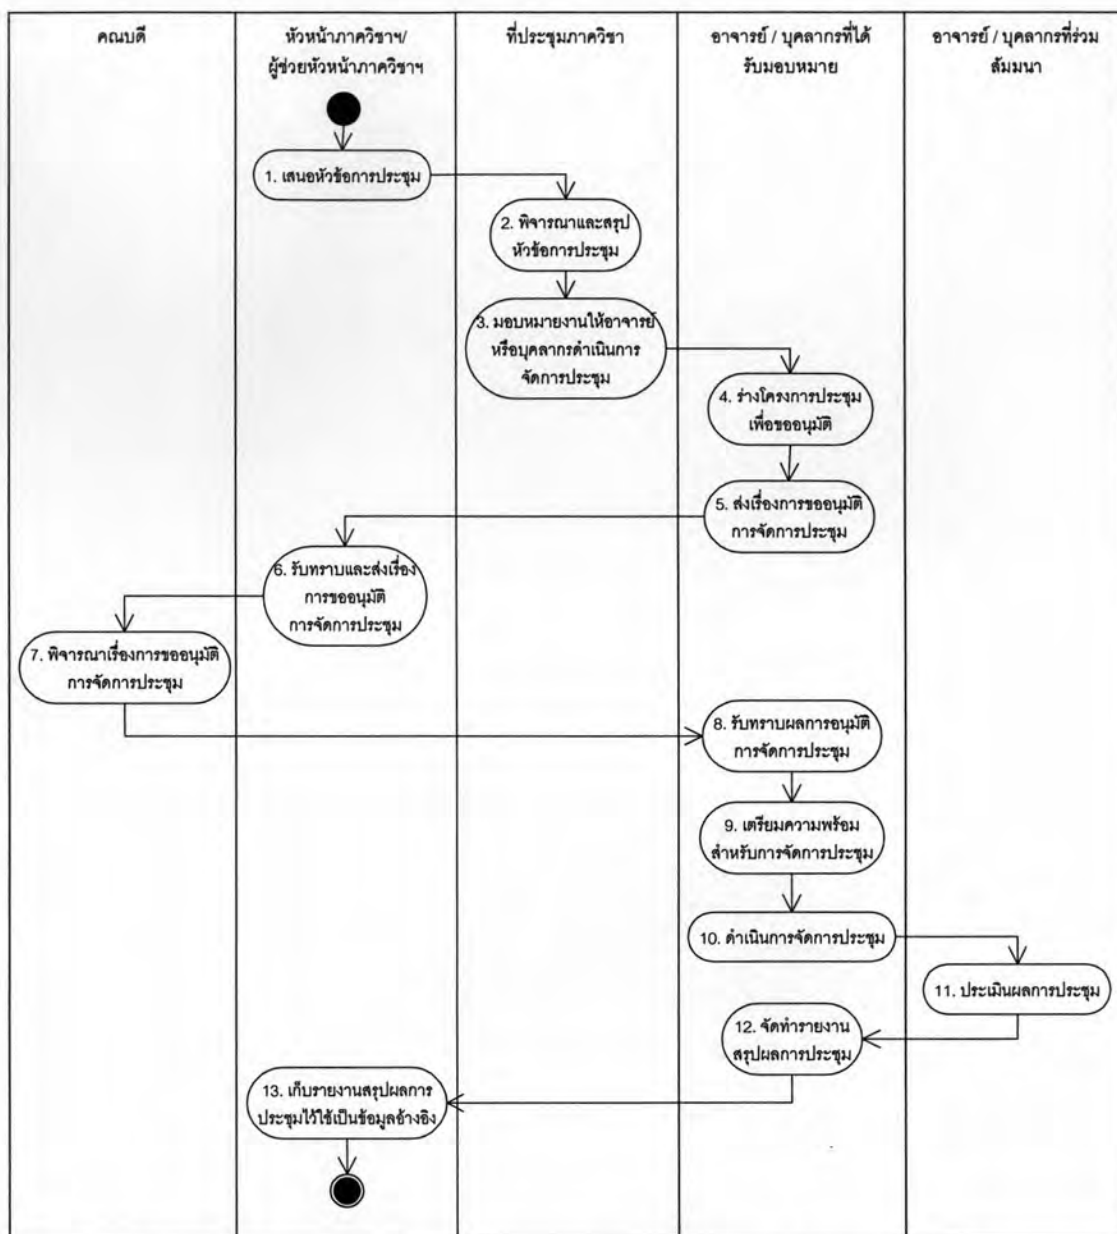 คณบดี
หัวหน้าภาควิชาฯ/
ผู้ช่วยหัวหน้าภาควิชาฯ
ที่ประชุมภาควิชา
อาจารย์ / บุคลากรที่ได้
รับมอบหมาย
อาจารย์ / บุคลากรที่ร่วม
สัมมนา
1. เสนอหัวข้อการประชุม
2. พิจารณาและสรุป
หัวข้อการประชุม
3. มอบหมายงานให้อาจารย์
หรือบุคลากรดำเนินการ
จัดการประชุม
4. ร่างโครงการประชุม
เพื่อขออนุมัติ
5. ส่งเรื่องการขออนุมัติ
การจัดการประชุม
6. รับทราบและส่งเรื่อง
การขออนุมัติ
การจัดการประชุม
7. พิจารณาเรื่องการขออนุมัติ
การจัดการประชุม
8. รับทราบผลการอนุมัติ
การจัดการประชุม
9. เตรียมความพร้อม
สำหรับการจัดการประชุม
10. ดำเนินการจัดการประชุม
11. ประเมินผลการประชุม
12. จัดทำรายงาน
สรุปผลการประชุม
13. เก็บรายงานสรุปผลการ
ประชุมไว้ใช้เป็นข้อมูลอ้างอิง